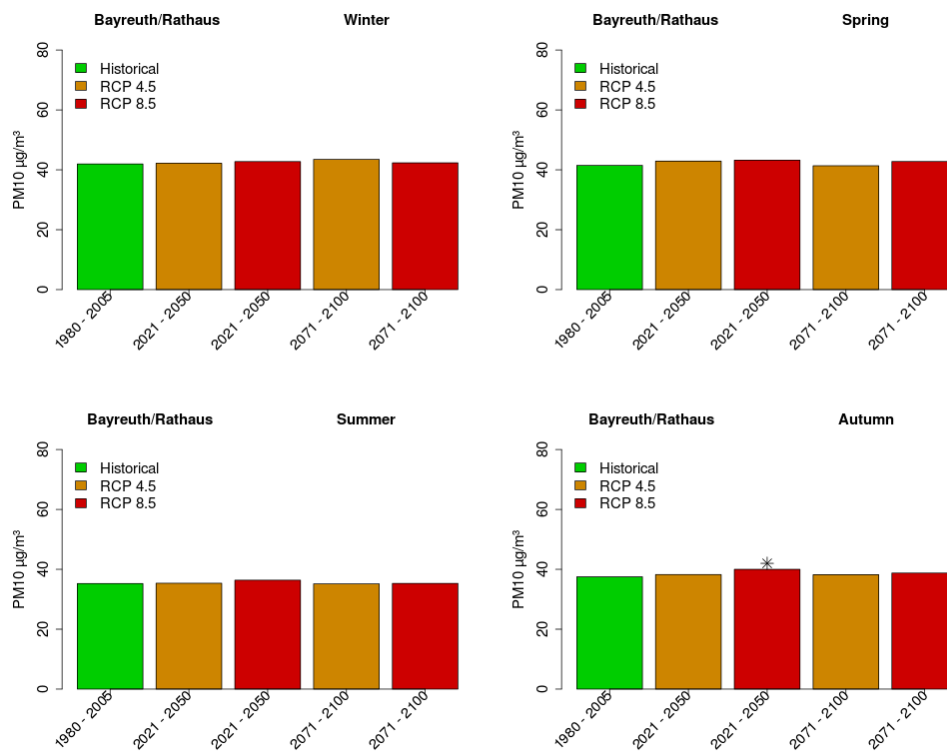 Bayreuth/Rathaus Winter
80
60
40
20
0
PM10 µg/m³
Historical
RCP 4.5
RCP 8.5
1980 - 2005
2021 - 2050
2021 - 2050
2071 - 2100
2071 - 2100
Bayreuth/Rathaus Spring
80
60
40
20
0
PM10 µg/m³
Historical
RCP 4.5
RCP 8.5
1980 - 2005
2021 - 2050
2021 - 2050
2071 - 2100
2071 - 2100
Bayreuth/Rathaus Summer
80
60
40
20
0
PM10 µg/m³
Historical
RCP 4.5
RCP 8.5
1980 - 2005
2021 - 2050
2021 - 2050
2071 - 2100
2071 - 2100
Bayreuth/Rathaus Autumn
80
60
40
20
0
PM10 µg/m³
Historical
RCP 4.5
RCP 8.5
✳
1980 - 2005
2021 - 2050
2021 - 2050
2071 - 2100
2071 - 2100